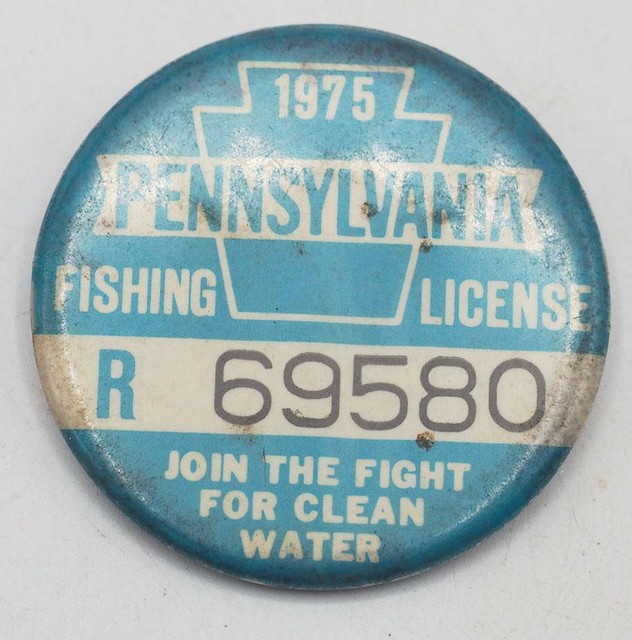 1975
PENNSYLVANIA
FISHING LICENSE
R 69580
JOIN THE FIGHT
FOR CLEAN
WATER